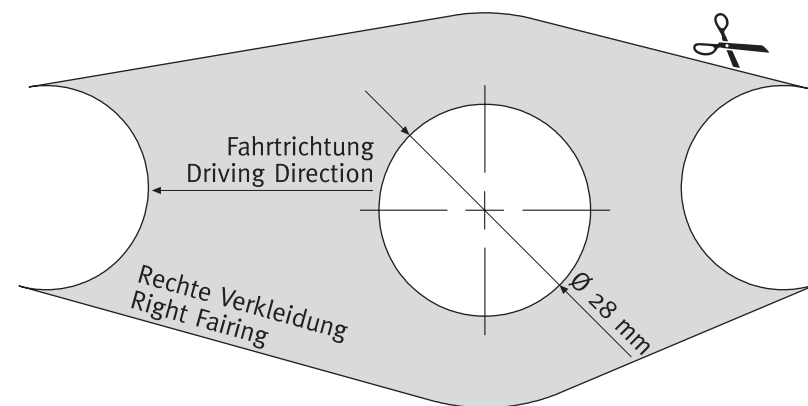 Fahrtrichtung
Driving Direction
Rechte Verkleidung
Right Fairing
Ø 28 mm